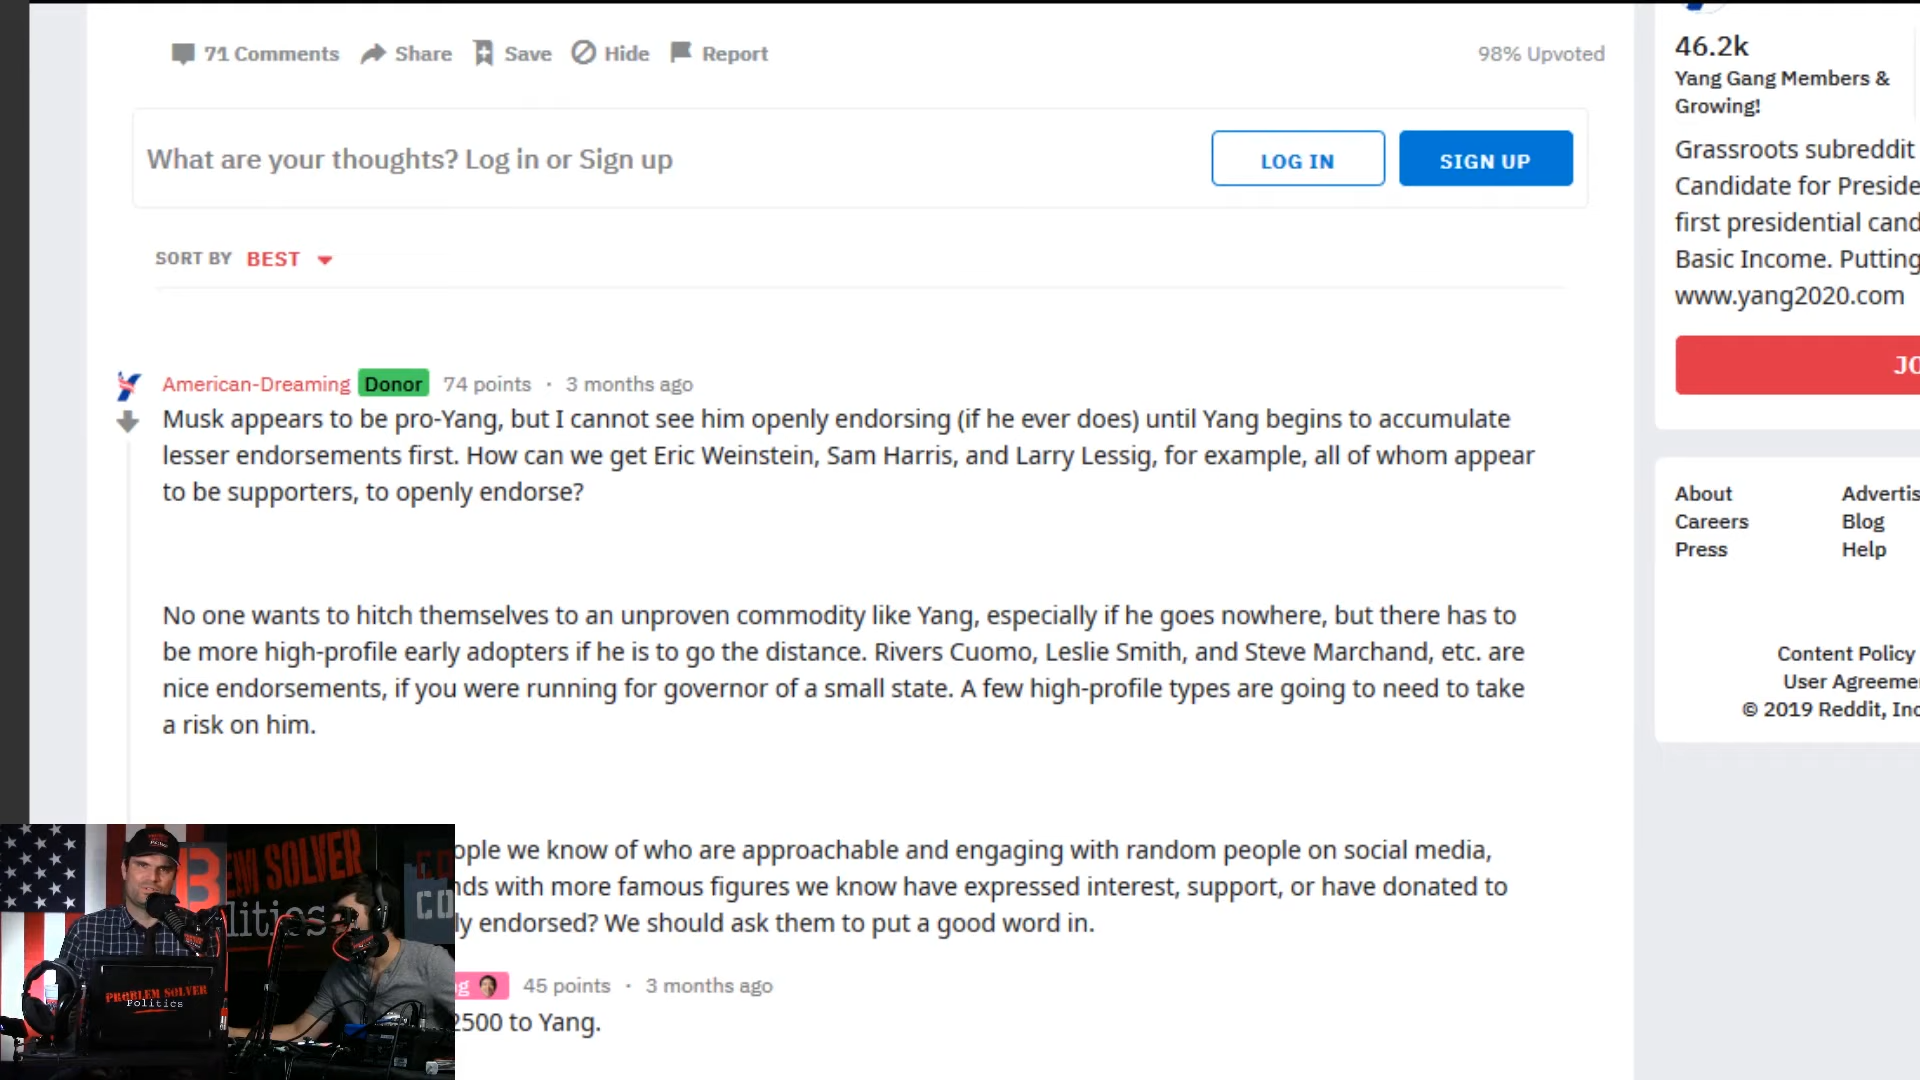 71 Comments Share Save Hide Report 98% Upvoted
What are your thoughts? Log in or Sign up LOG IN SIGN UP
SORT BY BEST
American-Dreaming Donor 74 points · 3 months ago
Musk appears to be pro-Yang, but I cannot see him openly endorsing (if he ever does) until Yang begins to accumulate
lesser endorsements first. How can we get Eric Weinstein, Sam Harris, and Larry Lessig, for example, all of whom appear
to be supporters, to openly endorse?
No one wants to hitch themselves to an unproven commodity like Yang, especially if he goes nowhere, but there has to
be more high-profile early adopters if he is to go the distance. Rivers Cuomo, Leslie Smith, and Steve Marchand, etc. are
nice endorsements, if you were running for governor of a small state. A few high-profile types are going to need to take
a risk on him.
ople we know of who are approachable and engaging with random people on social media,
nds with more famous figures we know have expressed interest, support, or have donated to
ly endorsed? We should ask them to put a good word in.
g 45 points · 3 months ago
2500 to Yang.
46.2k
Yang Gang Members &
Growing!
Grassroots subreddit
Candidate for Preside
first presidential cand
Basic Income. Putting
www.yang2020.com
JO
About Advertis
Careers Blog
Press Help
Content Policy
User Agreeme
© 2019 Reddit, Inc
EM SOLVER
litics
CO
PROBLEM SOLVER
Politics